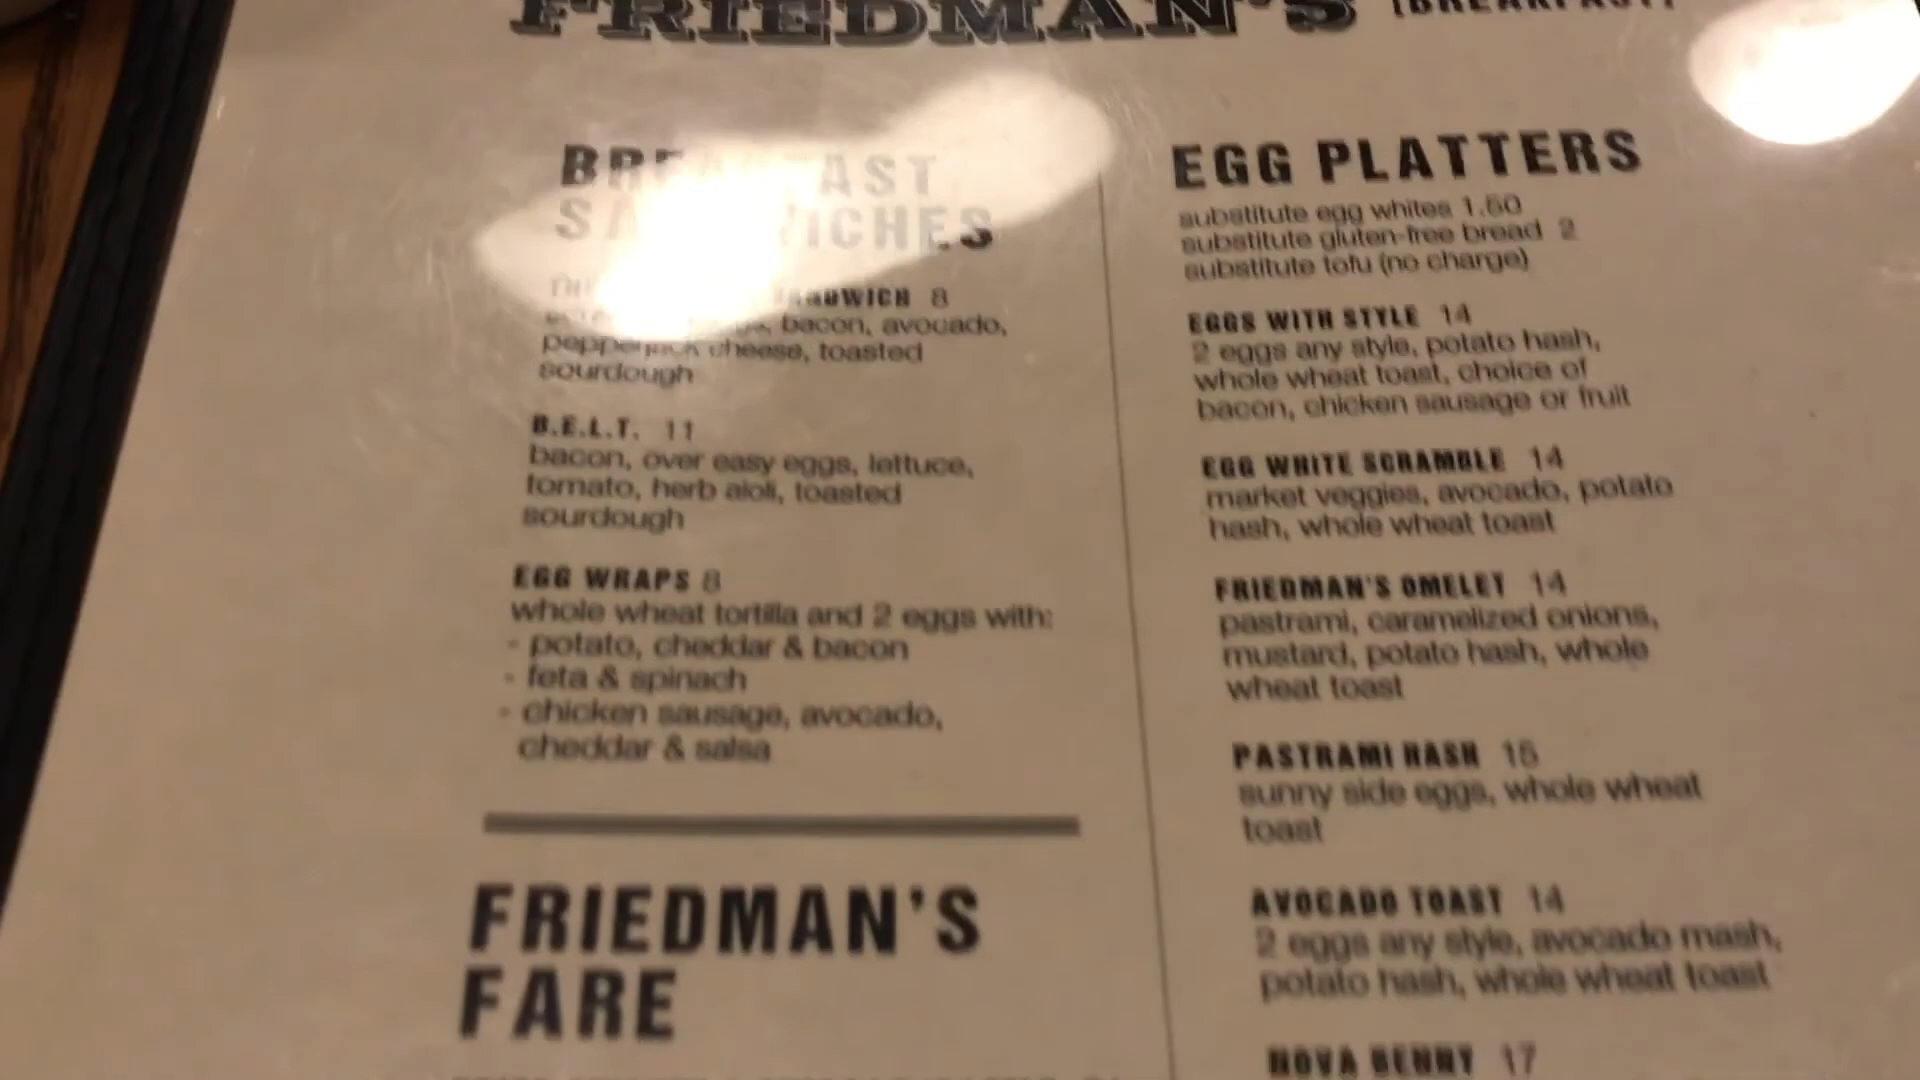 FRIEDMAN'S [BREAKFAST]
BREAKFAST
SANDWICHES
SANDWICH 8
bacon, avocado,
pepperjack cheese, toasted
sourdough
B.E.L.T. 11
bacon, over easy eggs, lettuce,
tomato, herb aioli, toasted
sourdough
EGG WRAPS 8
whole wheat tortilla and 2 eggs with:
- potato, cheddar & bacon
- feta & spinach
- chicken sausage, avocado,
cheddar & salsa
FRIEDMAN'S
FARE
EGG PLATTERS
substitute egg whites 1.50
substitute gluten-free bread 2
substitute tofu (no charge)
EGGS WITH STYLE 14
2 eggs any style, potato hash,
whole wheat toast, choice of
bacon, chicken sausage or fruit
EGG WHITE SCRAMBLE 14
market veggies, avocado, potato
hash, whole wheat toast
FRIEDMAN'S OMELET 14
pastrami, caramelized onions,
mustard, potato hash, whole
wheat toast
PASTRAMI HASH 15
sunny side eggs, whole wheat
toast
AVOCADO TOAST 14
2 eggs any style, avocado mash,
potato hash, whole wheat toast
NOVA BENNY 17